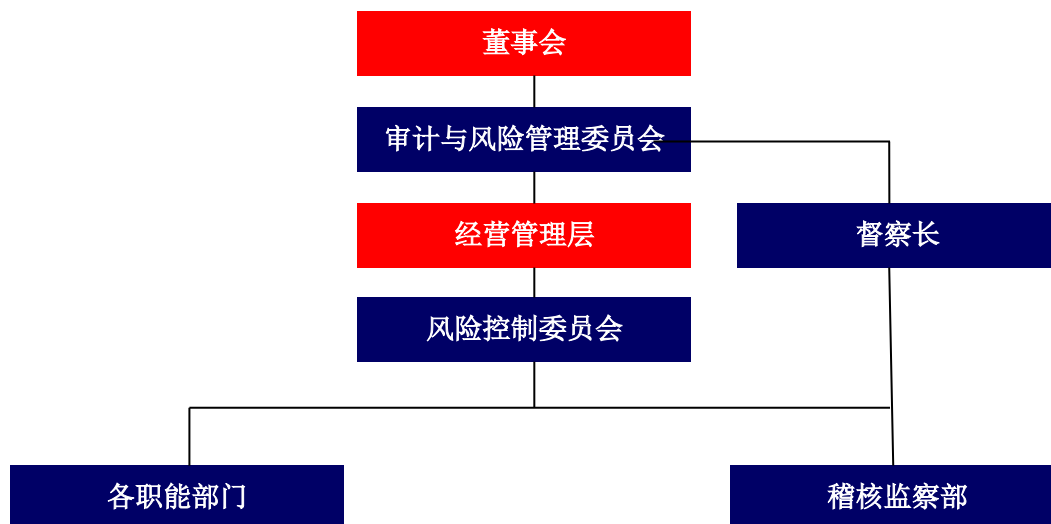 董事会
审计与风险管理委员会
经营管理层
督察长
风险控制委员会
各职能部门
稽核监察部